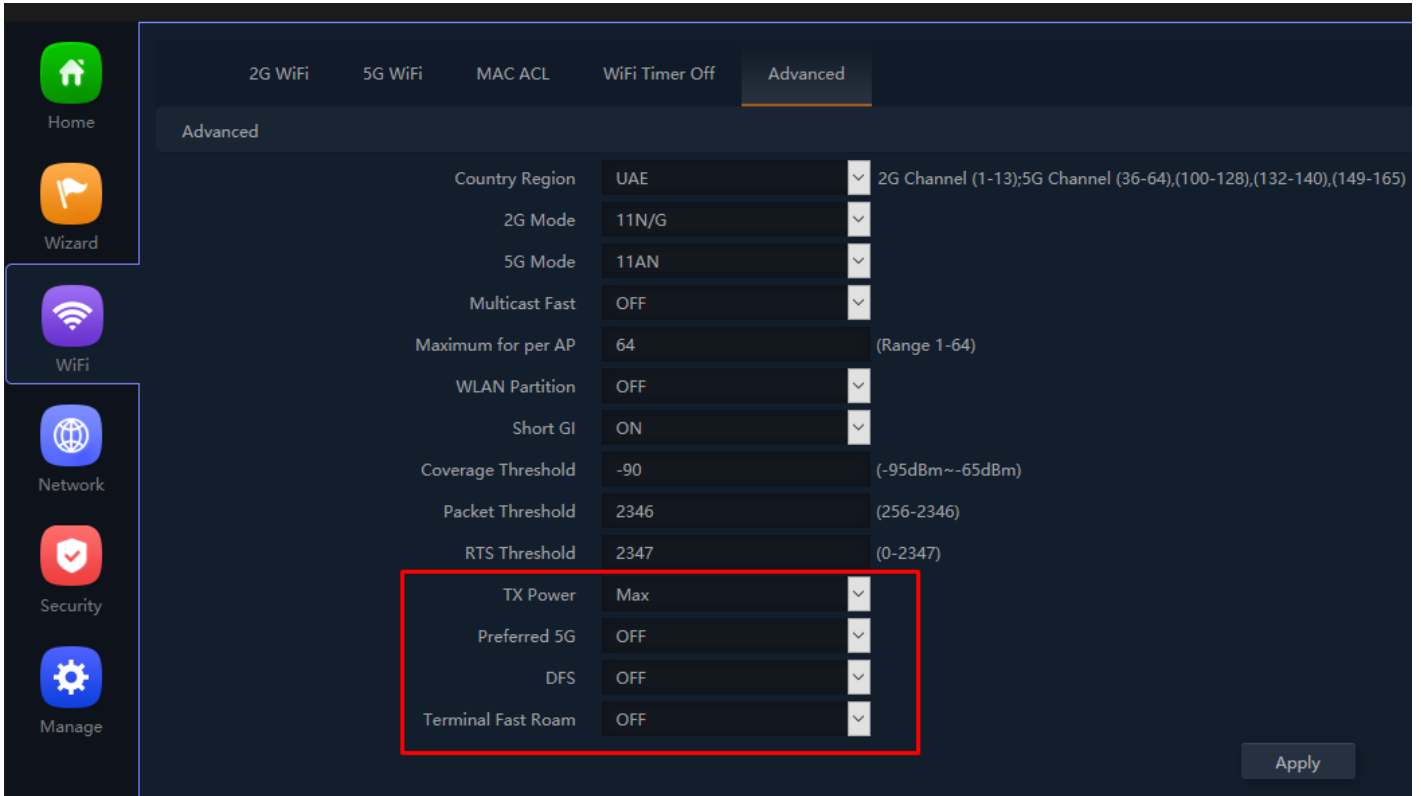 2G WiFi 5G WiFi MAC ACL WiFi Timer Off Advanced
Home
Advanced
Country Region UAE 2G Channel (1-13);5G Channel (36-64),(100-128),(132-140),(149-165)
2G Mode 11N/G
Wizard
5G Mode 11AN
Multicast Fast OFF
Maximum for per AP 64 (Range 1-64)
WiFi
WLAN Partition OFF
Short GI ON
Coverage Threshold -90 (-95dBm~-65dBm)
Network
Packet Threshold 2346 (256-2346)
RTS Threshold 2347 (0-2347)
TX Power Max
Security
Preferred 5G OFF
DFS OFF
Terminal Fast Roam OFF
Manage
Apply